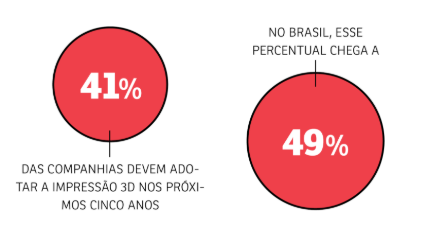 41%
DAS COMPANHIAS DEVEM ADO-
TAR A IMPRESSÃO 3D NOS PRÓXI-
MOS CINCO ANOS
NO BRASIL, ESSE
PERCENTUAL CHEGA A
49%